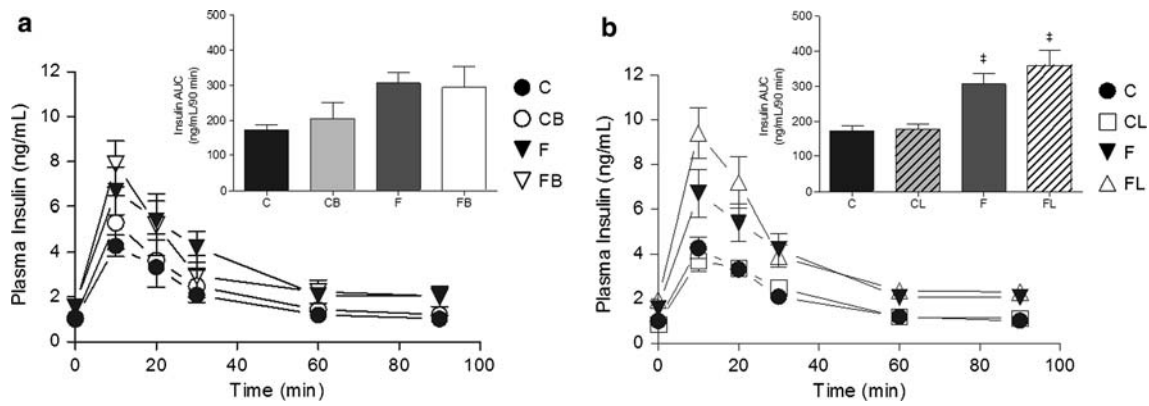 a
Plasma Insulin (ng/mL)
12
10
8
6
4
2
0
0 20 40 60 80 100
Time (min)
Insulin AUC
(ng/mL/90 min)
500
400
300
200
100
0
C CB F FB
C
CB
F
FB
b
Plasma Insulin (ng/mL)
12
10
8
6
4
2
0
0 20 40 60 80 100
Time (min)
Insulin AUC
(ng/mL/90 min)
500
400
300
200
100
0
‡ ‡
C CL F FL
C
CL
F
FL